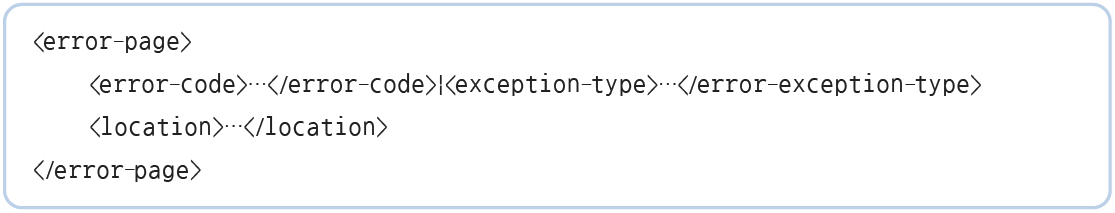 <error-page>
<error-code>…</error-code>|<exception-type>…</error-exception-type>
<location>…</location>
</error-page>